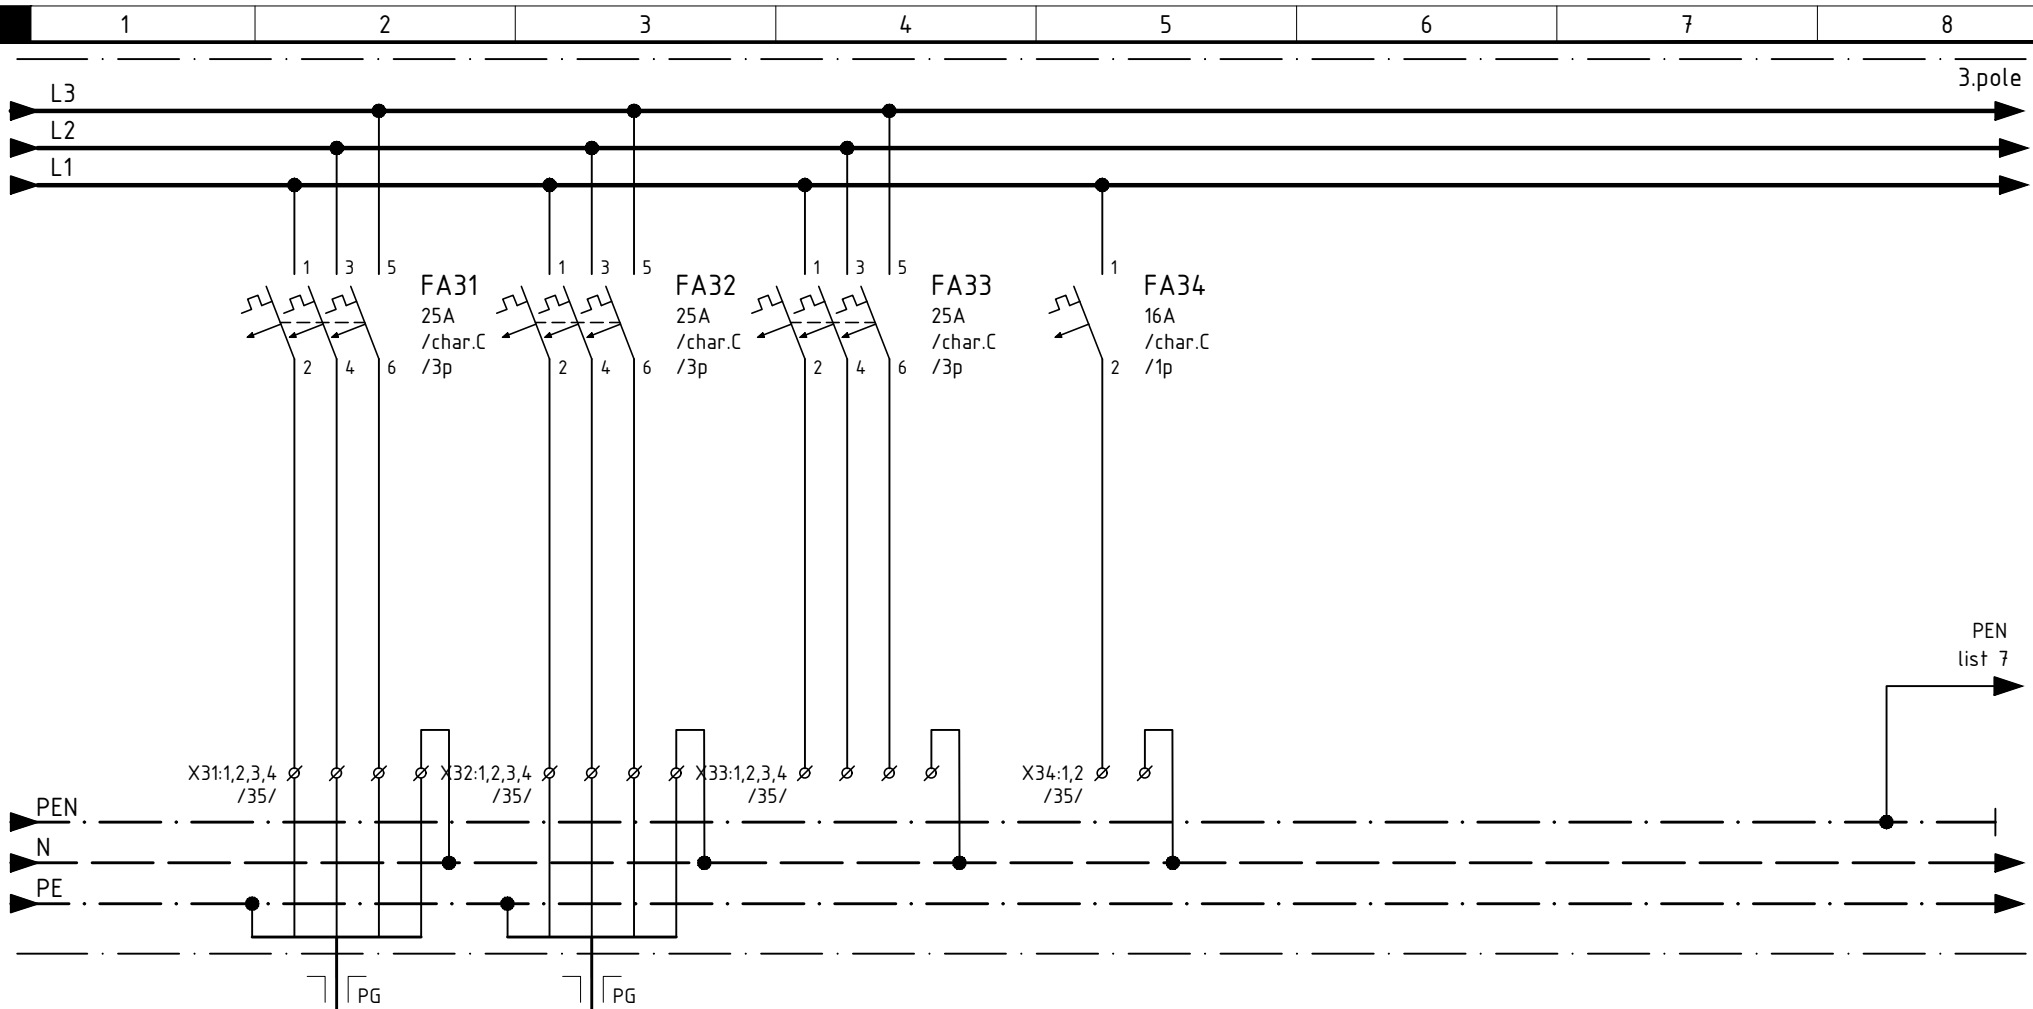 1 2 3 4 5 6 7 8
3.pole
L3
L2
L1
1 3 5
FA31
25A
/char.C
/3p
2 4 6
1 3 5
FA32
25A
/char.C
/3p
2 4 6
1 3 5
FA33
25A
/char.C
/3p
2 4 6
1
FA34
16A
/char.C
/1p
2
PEN
list 7
X31:1,2,3,4
/35/
X32:1,2,3,4
/35/
X33:1,2,3,4
/35/
X34:1,2
/35/
PEN
N
PE
PG
PG